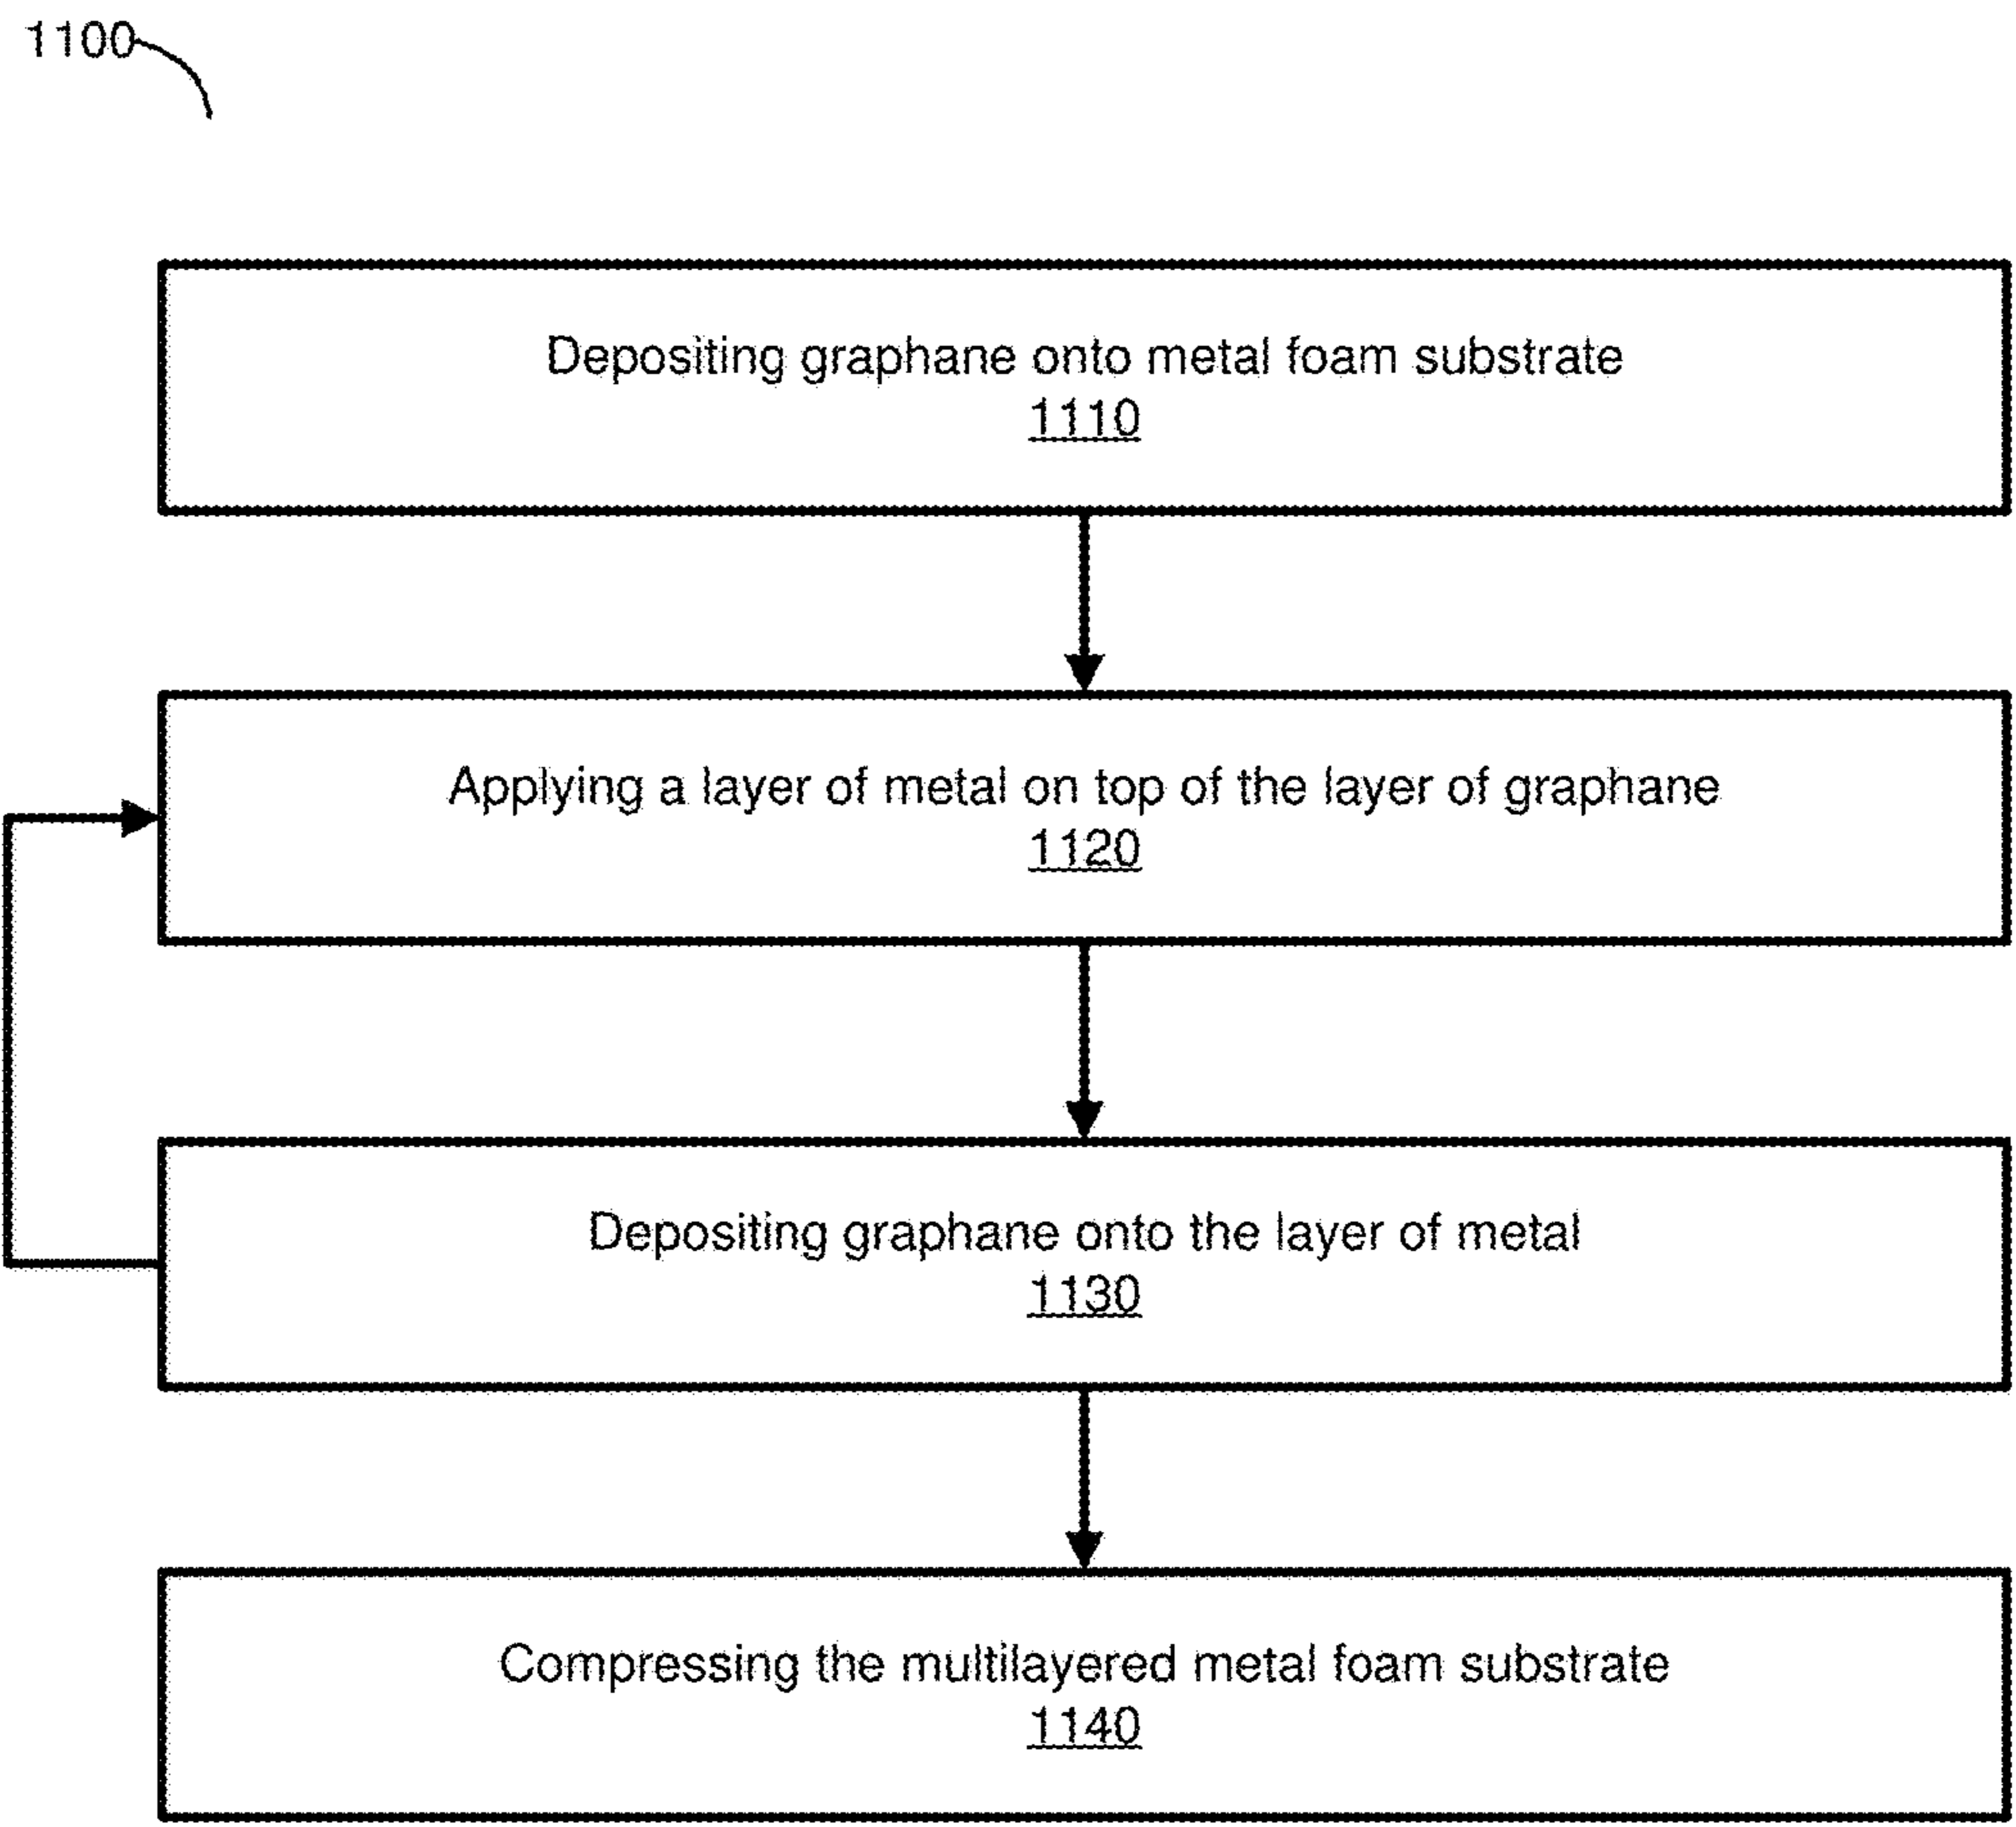 1100
Depositing graphane onto metal foam substrate
1110
Applying a layer of metal on top of the layer of graphane
1120
Depositing graphane onto the layer of metal
1130
Compressing the multilayered metal foam substrate
1140